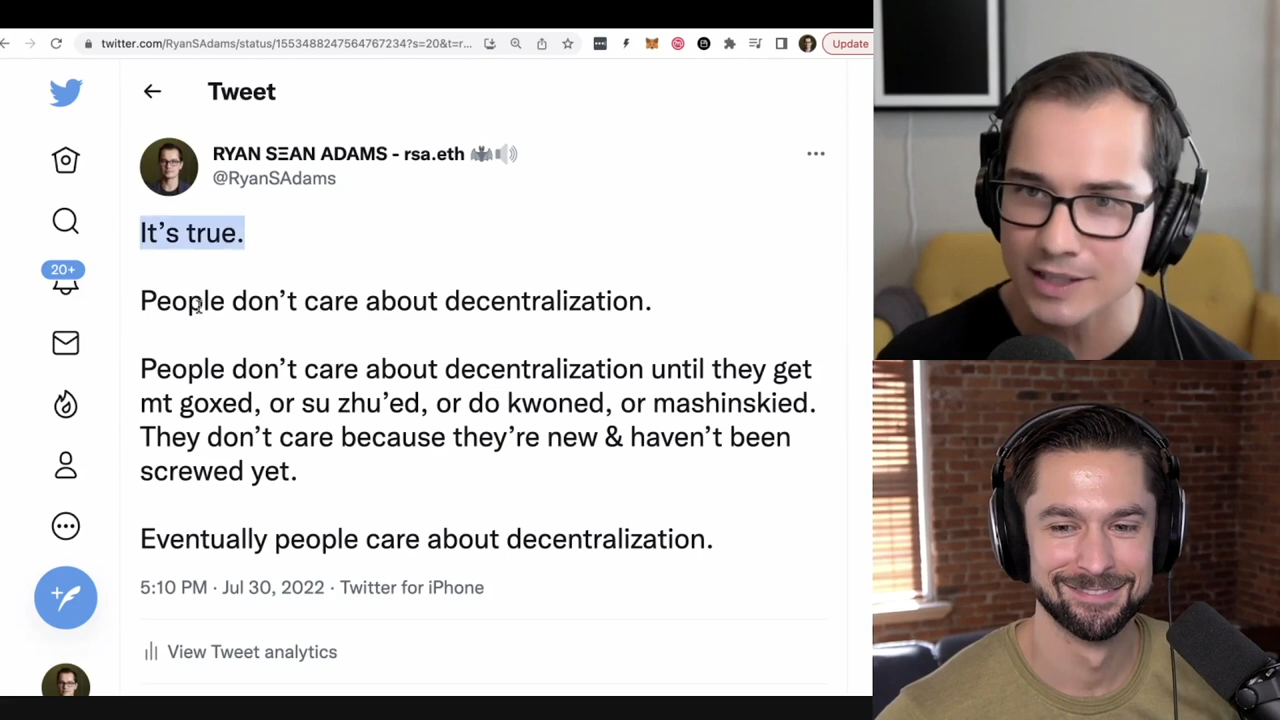 twitter.com/RyanSAdams/status/1553488247564767234?s=20&t=r...
Update
Tweet
RYAN SΞAN ADAMS - rsa.eth 🦇🔊
@RyanSAdams
It’s true.
20+
People don’t care about decentralization.
People don’t care about decentralization until they get
mt goxed, or su zhu’ed, or do kwoned, or mashinskied.
They don’t care because they’re new & haven’t been
screwed yet.
Eventually people care about decentralization.
5:10 PM · Jul 30, 2022 · Twitter for iPhone
View Tweet analytics